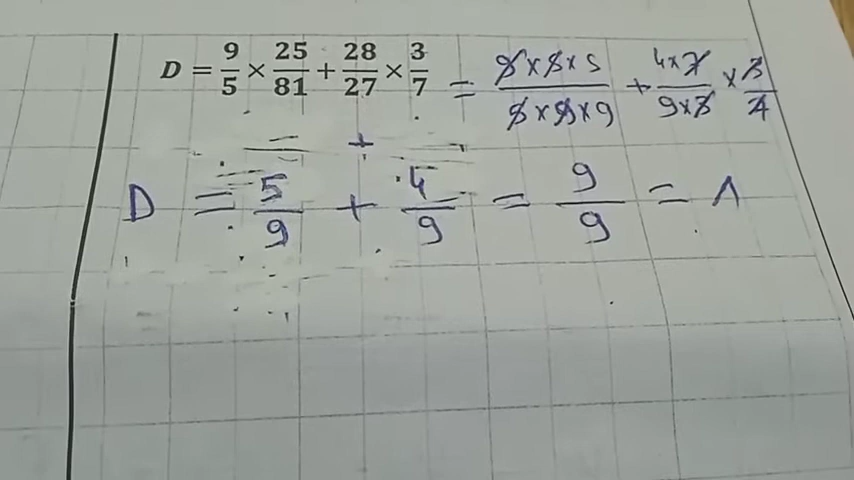 D = 9/5 × 25/81 + 28/27 × 3/7 = (9 × 5 × 5)/(5 × 9 × 9) + (4 × 7)/(9 × 3) × 3/7
= +
D = 5/9 + 4/9 = 9/9 = 1